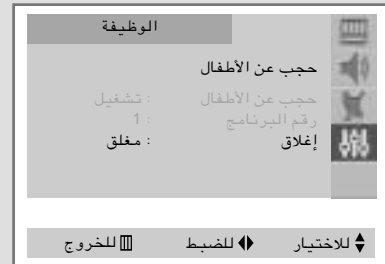 الوظيفة
حجب عن الأطفال
حجب عن الأطفال : تشغيل
رقم البرنامج : 1
إغلاق : مغلق
للاختيار للضبط للخروج